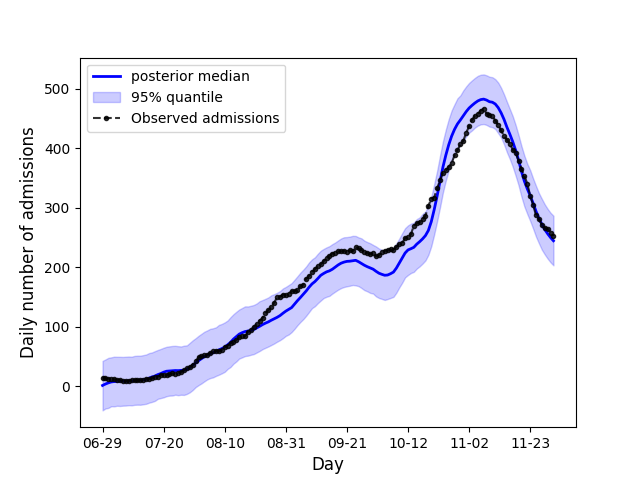 posterior median
95% quantile
Observed admissions
Daily number of admissions
500
400
300
200
100
0
06-29 07-20 08-10 08-31 09-21 10-12 11-02 11-23
Day